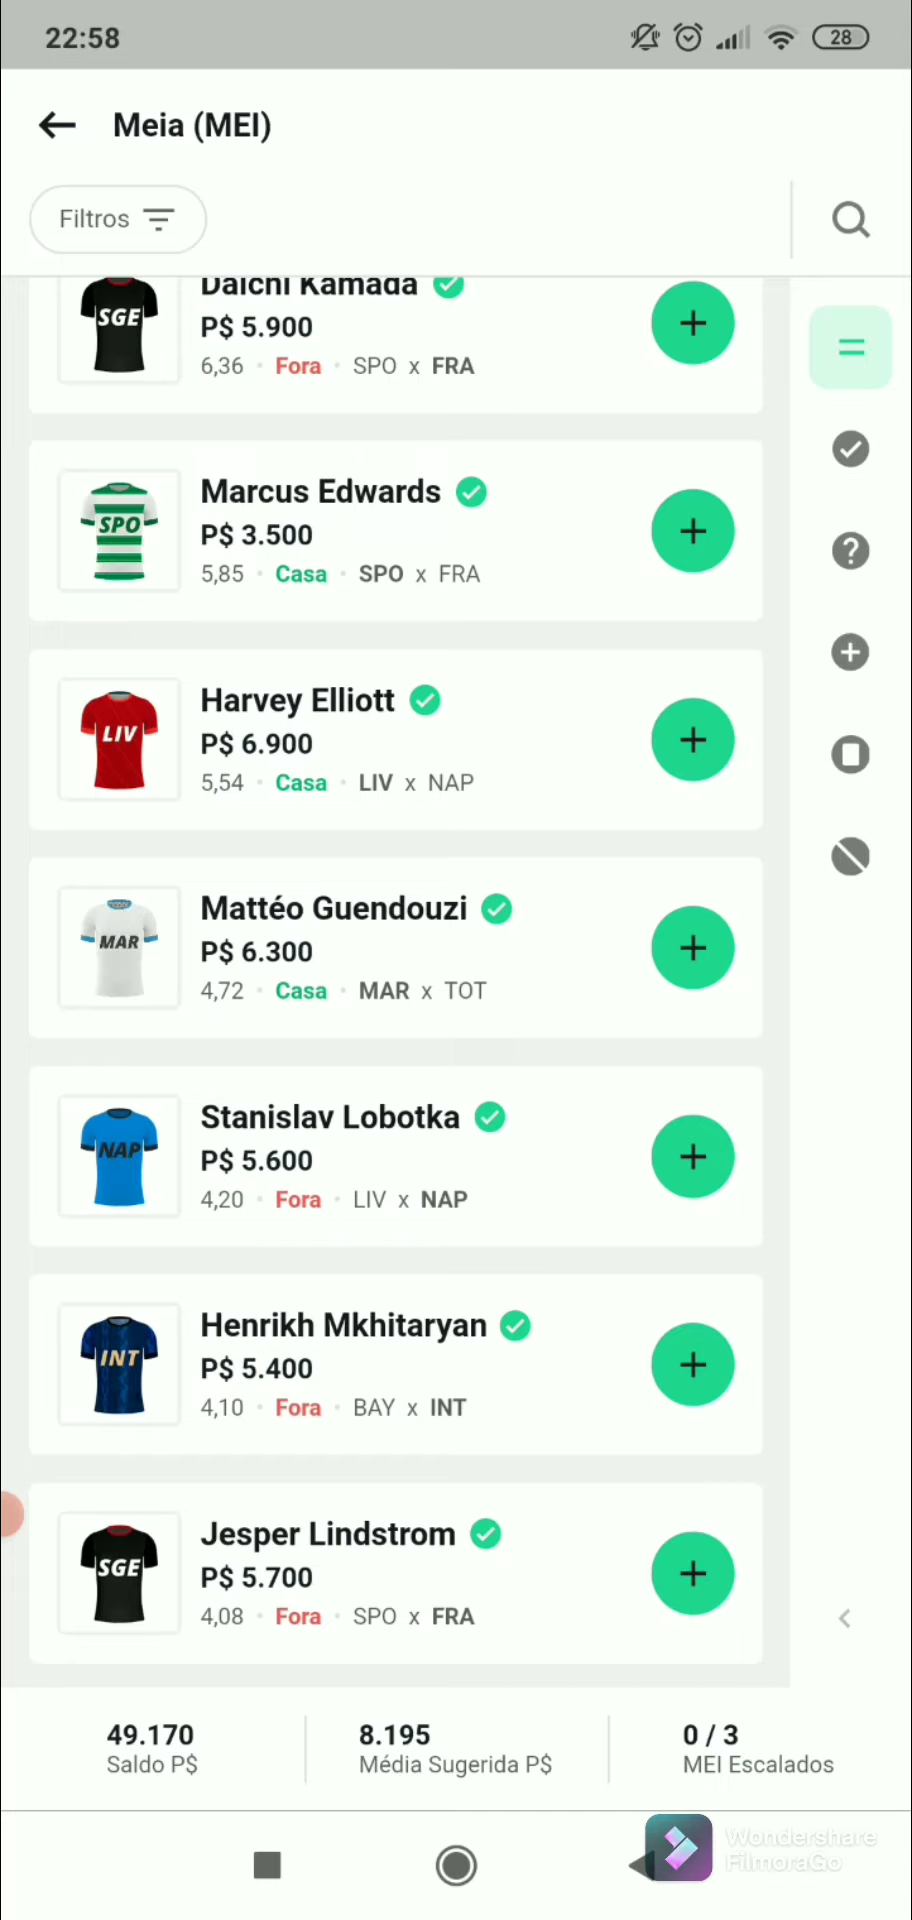 22:58
28
Meia (MEI)
Filtros
SGE
Daichi Kamada
P$ 5.900
6,36 · Fora · SPO x FRA
SPO
Marcus Edwards
P$ 3.500
5,85 · Casa · SPO x FRA
LIV
Harvey Elliott
P$ 6.900
5,54 · Casa · LIV x NAP
MAR
Mattéo Guendouzi
P$ 6.300
4,72 · Casa · MAR x TOT
NAP
Stanislav Lobotka
P$ 5.600
4,20 · Fora · LIV x NAP
INT
Henrikh Mkhitaryan
P$ 5.400
4,10 · Fora · BAY x INT
SGE
Jesper Lindstrom
P$ 5.700
4,08 · Fora · SPO x FRA
49.170
Saldo P$
8.195
Média Sugerida P$
0 / 3
MEI Escalados
Wondershare
FilmoraGo